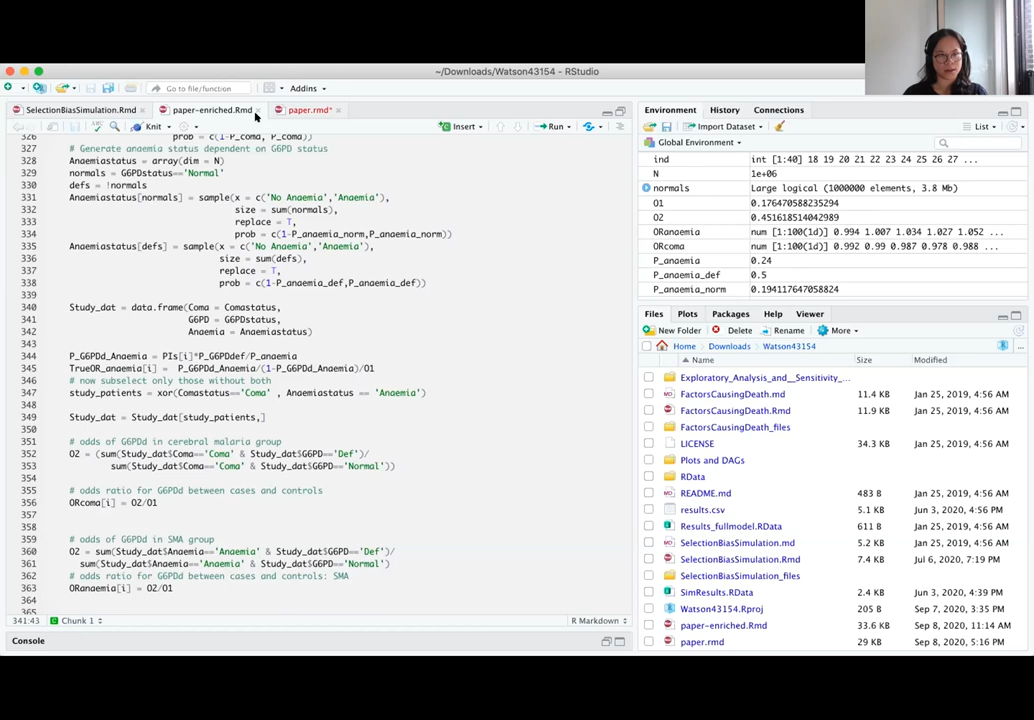 ~/Downloads/Watson43154 - RStudio
Go to file/function
Addins
SelectionBiasSimulation.Rmd
paper-enriched.Rmd
paper.rmd*
Knit
Insert
Run
326 prob = c(1-P_coma, P_coma))
327 # Generate anaemia status dependent on G6PD status
328 Anaemiastatus = array(dim = N)
329 normals = G6PDstatus=='Normal'
330 defs = !normals
331 Anaemiastatus[normals] = sample(x = c('No Anaemia','Anaemia'),
332 size = sum(normals),
333 replace = T,
334 prob = c(1-P_anaemia_norm,P_anaemia_norm))
335 Anaemiastatus[defs] = sample(x = c('No Anaemia','Anaemia'),
336 size = sum(defs),
337 replace = T,
338 prob = c(1-P_anaemia_def,P_anaemia_def))
339
340 Study_dat = data.frame(Coma = Comastatus,
341 G6PD = G6PDstatus,
342 Anaemia = Anaemiastatus)
343
344 P_G6PDd_Anaemia = PIs[i]*P_G6PDdef/P_anaemia
345 TrueOR_anaemia[i] = P_G6PDd_Anaemia/(1-P_G6PDd_Anaemia)/O1
346 # now subselect only those without both
347 study_patients = xor(Comastatus=='Coma' , Anaemiastatus == 'Anaemia')
348
349 Study_dat = Study_dat[study_patients,]
350
351 # odds of G6PDd in cerebral malaria group
352 O2 = (sum(Study_dat$Coma=='Coma' & Study_dat$G6PD=='Def')/
353 sum(Study_dat$Coma=='Coma' & Study_dat$G6PD=='Normal'))
354
355 # odds ratio for G6PDd between cases and controls
356 ORcoma[i] = O2/O1
357
358
359 # odds of G6PDd in SMA group
360 O2 = sum(Study_dat$Anaemia=='Anaemia' & Study_dat$G6PD=='Def')/
361 sum(Study_dat$Anaemia=='Anaemia' & Study_dat$G6PD=='Normal')
362 # odds ratio for G6PDd between cases and controls: SMA
363 ORanaemia[i] = O2/O1
364
365
341:43 Chunk 1 R Markdown
Console
Environment History Connections
Import Dataset List
Global Environment
ind int [1:40] 18 19 20 21 22 23 24 25 26 27 ...
N 1e+06
normals Large logical (1000000 elements, 3.8 Mb)
O1 0.176470588235294
O2 0.451618514042989
ORanaemia num [1:100(1d)] 0.994 1.007 1.034 1.027 1.052 ...
ORcoma num [1:100(1d)] 0.992 0.99 0.987 0.978 0.988 ...
P_anaemia 0.24
P_anaemia_def 0.5
P_anaemia_norm 0.194117647058824
Files Plots Packages Help Viewer
New Folder Delete Rename More
Home Downloads Watson43154
Name Size Modified
Exploratory_Analysis_and__Sensitivity_...
FactorsCausingDeath.md 11.4 KB Jan 25, 2019, 4:56 AM
FactorsCausingDeath.Rmd 11.9 KB Jan 25, 2019, 4:56 AM
FactorsCausingDeath_files
LICENSE 34.3 KB Jan 25, 2019, 4:56 AM
Plots and DAGs
RData
README.md 483 B Jan 25, 2019, 4:56 AM
results.csv 5.1 KB Jun 3, 2020, 4:56 PM
Results_fullmodel.RData 611 B Jan 25, 2019, 4:56 AM
SelectionBiasSimulation.md 5.2 KB Jan 25, 2019, 4:56 AM
SelectionBiasSimulation.Rmd 7.4 KB Jul 6, 2020, 7:19 PM
SelectionBiasSimulation_files
SimResults.RData 2.4 KB Jun 3, 2020, 4:39 PM
Watson43154.Rproj 205 B Sep 7, 2020, 3:35 PM
paper-enriched.Rmd 33.6 KB Sep 8, 2020, 11:14 AM
paper.rmd 29 KB Sep 8, 2020, 5:16 PM